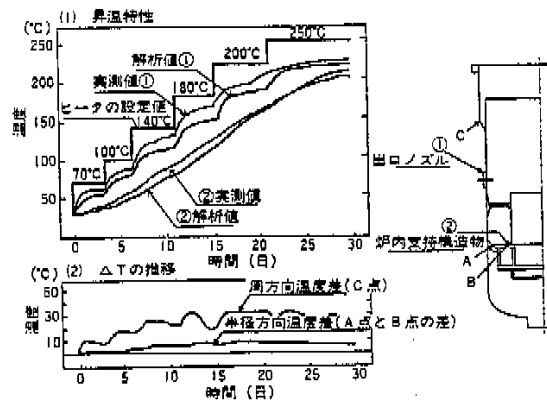 (1) 昇温特性
(°C)
250
200
150
100
50
温度
70°C
100°C
140°C
180°C
200°C
250°C
解析値①
実測値①
ヒータの設定値
②実測値
②解析値
0 5 10 15 20 25 30
時間(日)
(2) ΔTの推移
(°C)
50
30
10
温度
周方向温度差(C点)
半径方向温度差(A点とB点の差)
0 5 10 15 20 25 30
時間(日)
C
①
出口ノズル
②
炉内支持構造物
A
B